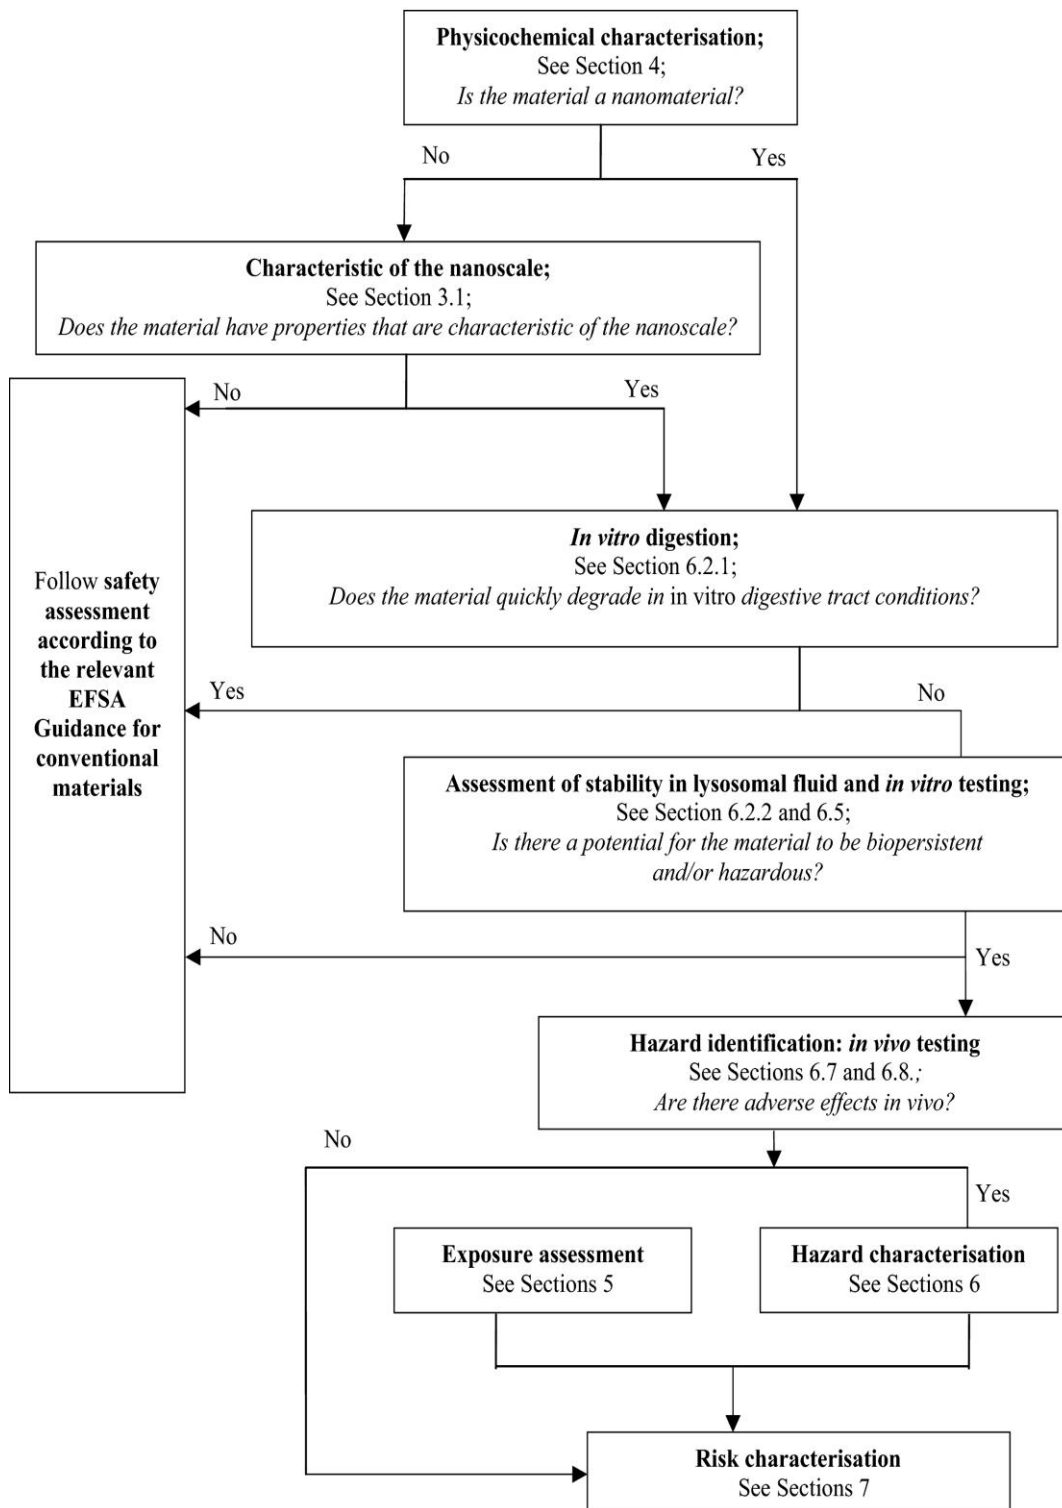 Physicochemical characterisation;
See Section 4;
Is the material a nanomaterial?
No
Yes
Characteristic of the nanoscale;
See Section 3.1;
Does the material have properties that are characteristic of the nanoscale?
No
Yes
In vitro digestion;
See Section 6.2.1;
Does the material quickly degrade in in vitro digestive tract conditions?
Follow safety
assessment
according to
the relevant
EFSA
Guidance for
conventional
materials
Yes
No
Assessment of stability in lysosomal fluid and in vitro testing;
See Section 6.2.2 and 6.5;
Is there a potential for the material to be biopersistent
and/or hazardous?
No
Yes
Hazard identification: in vivo testing
See Sections 6.7 and 6.8.;
Are there adverse effects in vivo?
No
Yes
Exposure assessment
See Sections 5
Hazard characterisation
See Sections 6
Risk characterisation
See Sections 7